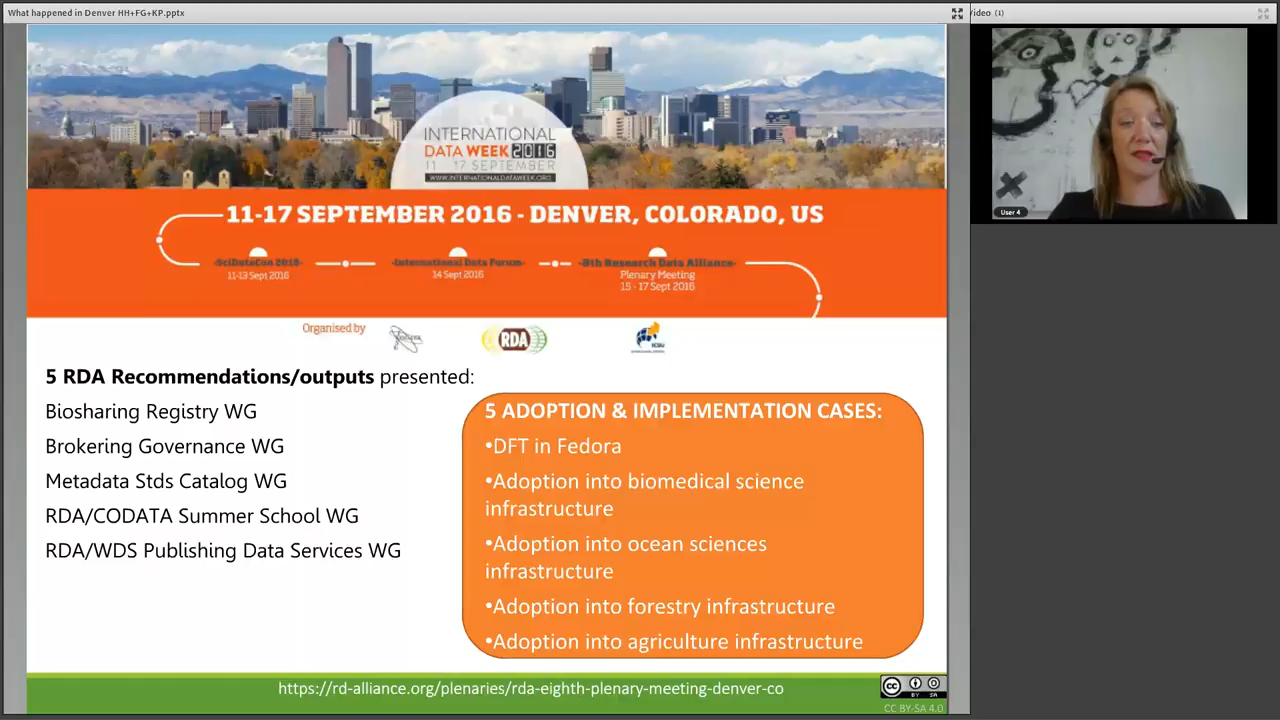 What happened in Denver HH+FG+KP.pptx
Video (1)
INTERNATIONAL
DATA WEEK 2016
11 - 17 SEPTEMBER
WWW.INTERNATIONALDATAWEEK.ORG
11-17 SEPTEMBER 2016 - DENVER, COLORADO, US
-SciDataCon 2016-
11-13 Sept 2016
-International Data Forum-
14 Sept 2016
-8th Research Data Alliance-
Plenary Meeting
15 - 17 Sept 2016
Organised by
RDA
5 RDA Recommendations/outputs presented:
Biosharing Registry WG
Brokering Governance WG
Metadata Stds Catalog WG
RDA/CODATA Summer School WG
RDA/WDS Publishing Data Services WG
5 ADOPTION & IMPLEMENTATION CASES:
•DFT in Fedora
•Adoption into biomedical science
infrastructure
•Adoption into ocean sciences
infrastructure
•Adoption into forestry infrastructure
•Adoption into agriculture infrastructure
https://rd-alliance.org/plenaries/rda-eighth-plenary-meeting-denver-co
cc BY SA
CC BY-SA 4.0
User 4